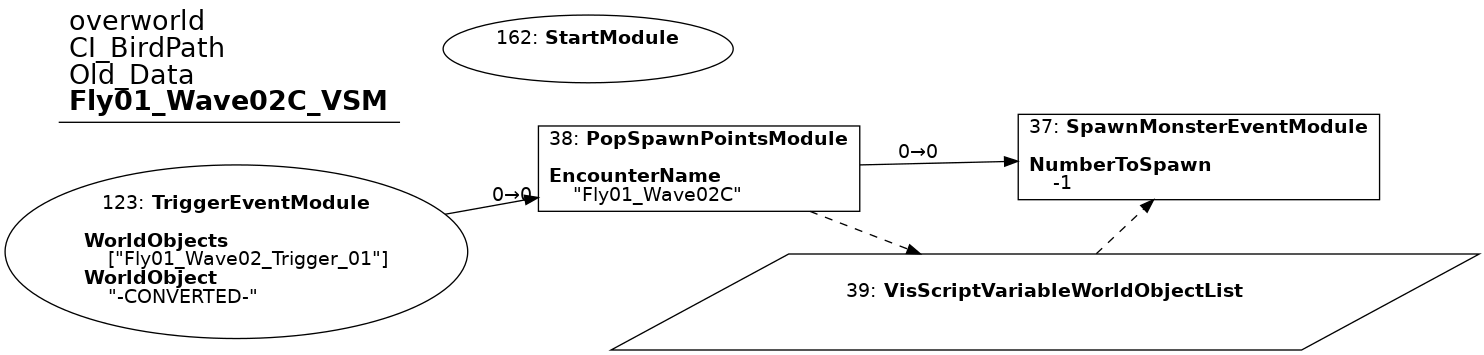 overworld
CI_BirdPath
Old_Data
Fly01_Wave02C_VSM
162: StartModule
123: TriggerEventModule
WorldObjects
["Fly01_Wave02_Trigger_01"]
WorldObject
"-CONVERTED-"
0→0
38: PopSpawnPointsModule
EncounterName
"Fly01_Wave02C"
0→0
37: SpawnMonsterEventModule
NumberToSpawn
-1
39: VisScriptVariableWorldObjectList